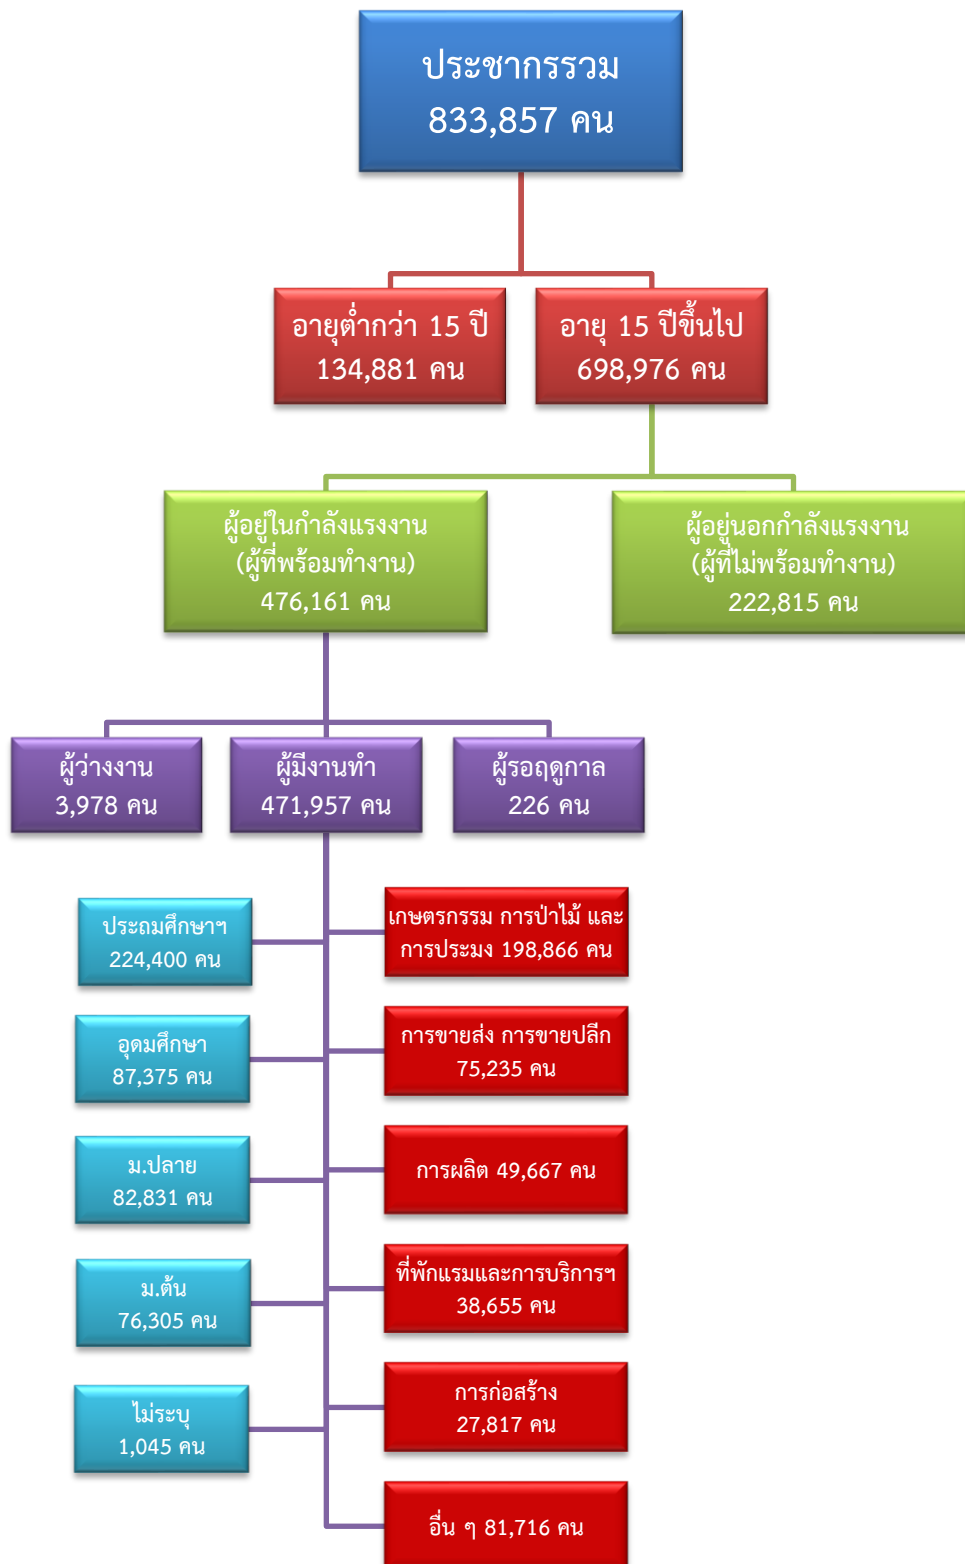 ประชากรรวม
833,857 คน
อายุต่ำกว่า 15 ปี
134,881 คน
อายุ 15 ปีขึ้นไป
698,976 คน
ผู้อยู่ในกำลังแรงงาน
(ผู้ที่พร้อมทำงาน)
476,161 คน
ผู้อยู่นอกกำลังแรงงาน
(ผู้ที่ไม่พร้อมทำงาน)
222,815 คน
ผู้ว่างงาน
3,978 คน
ผู้มีงานทำ
471,957 คน
ผู้รอฤดูกาล
226 คน
ประถมศึกษาฯ
224,400 คน
อุดมศึกษา
87,375 คน
ม.ปลาย
82,831 คน
ม.ต้น
76,305 คน
ไม่ระบุ
1,045 คน
เกษตรกรรม การป่าไม้ และ
การประมง 198,866 คน
การขายส่ง การขายปลีก
75,235 คน
การผลิต 49,667 คน
ที่พักแรมและการบริการฯ
38,655 คน
การก่อสร้าง
27,817 คน
อื่น ๆ 81,716 คน